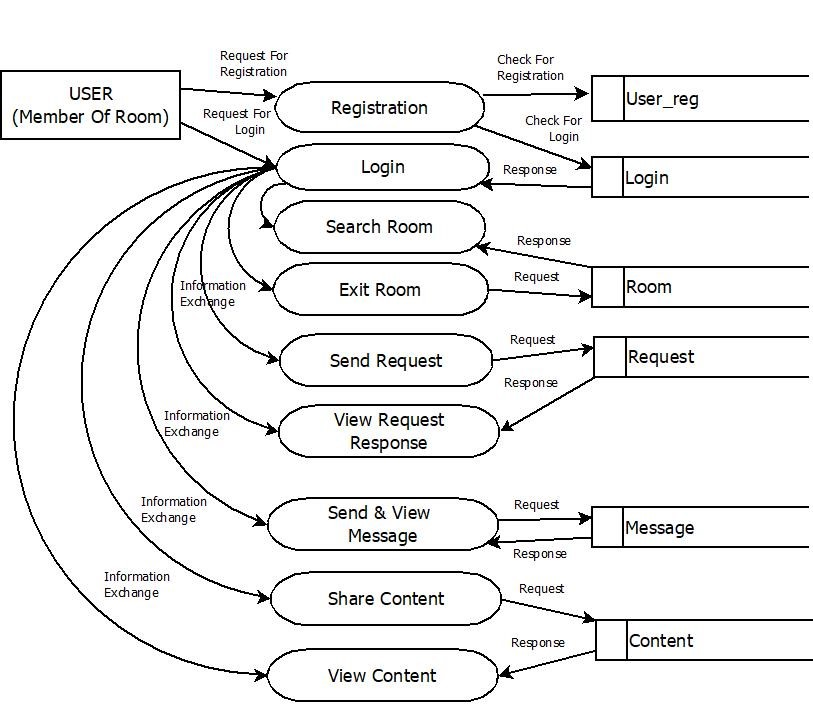 Request For
Registration
Check For
Registration
USER
(Member Of Room)
Registration
User_reg
Request For
Login
Check For
Login
Login
Response
Login
Search Room
Response
Information
Exchange
Exit Room
Request
Room
Send Request
Request
Request
Response
Information
Exchange
View Request
Response
Information
Exchange
Send & View
Message
Request
Message
Response
Information
Exchange
Share Content
Request
Content
Response
View Content